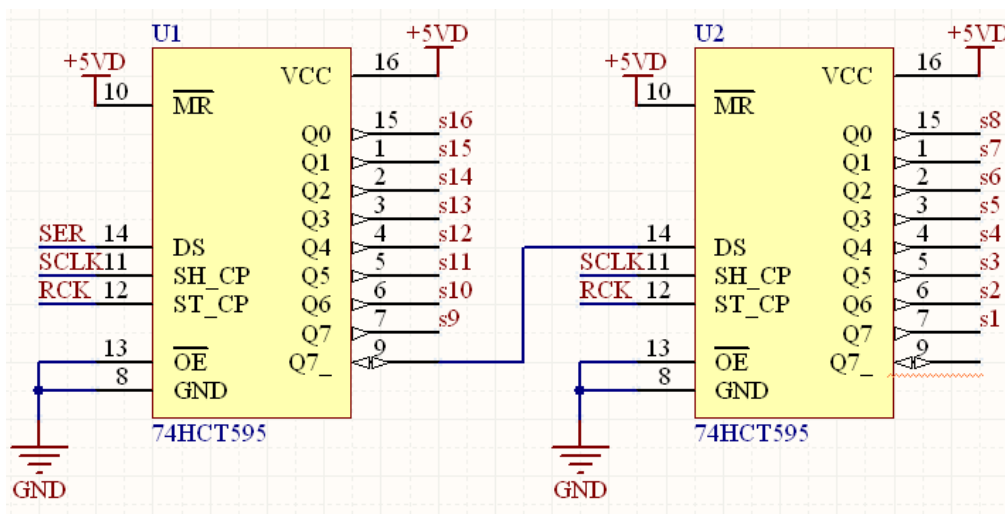 U1
+5VD
+5VD
10
MR
VCC
16
Q0
15
s16
Q1
1
s15
Q2
2
s14
Q3
3
s13
SER
14
DS
Q4
4
s12
SCLK
11
SH_CP
Q5
5
s11
RCK
12
ST_CP
Q6
6
s10
Q7
7
s9
13
OE
Q7_
9
8
GND
74HCT595
GND
U2
+5VD
+5VD
10
MR
VCC
16
Q0
15
s8
Q1
1
s7
Q2
2
s6
Q3
3
s5
14
DS
Q4
4
s4
SCLK
11
SH_CP
Q5
5
s3
RCK
12
ST_CP
Q6
6
s2
Q7
7
s1
13
OE
Q7_
9
8
GND
74HCT595
GND